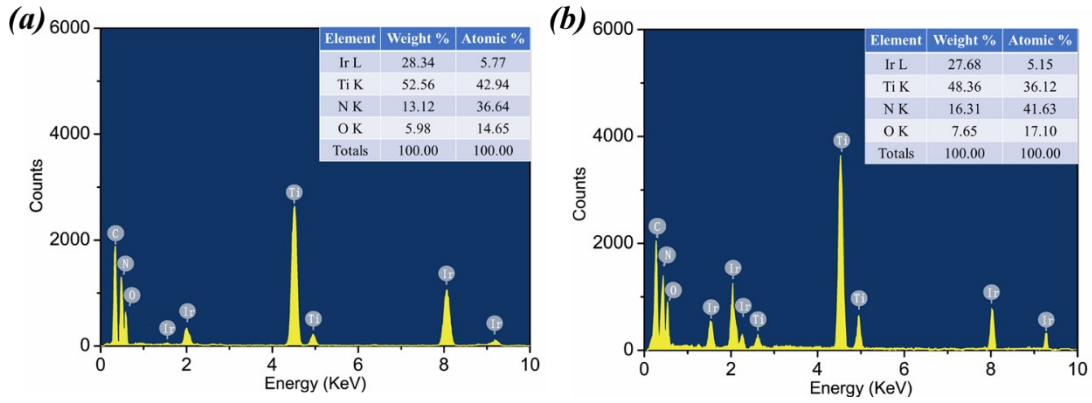 (a)
6000
4000
2000
0
Counts
0 2 4 6 8 10
Energy (KeV)
C
N
O
Ir
Ir
Ti
Ti
Ir
Ir
Element Weight % Atomic %
Ir L 28.34 5.77
Ti K 52.56 42.94
N K 13.12 36.64
O K 5.98 14.65
Totals 100.00 100.00
(b)
6000
4000
2000
0
Counts
0 2 4 6 8 10
Energy (KeV)
C
N
O
Ir
Ir
Ir
Ti
Ti
Ti
Ir
Ir
Element Weight % Atomic %
Ir L 27.68 5.15
Ti K 48.36 36.12
N K 16.31 41.63
O K 7.65 17.10
Totals 100.00 100.00